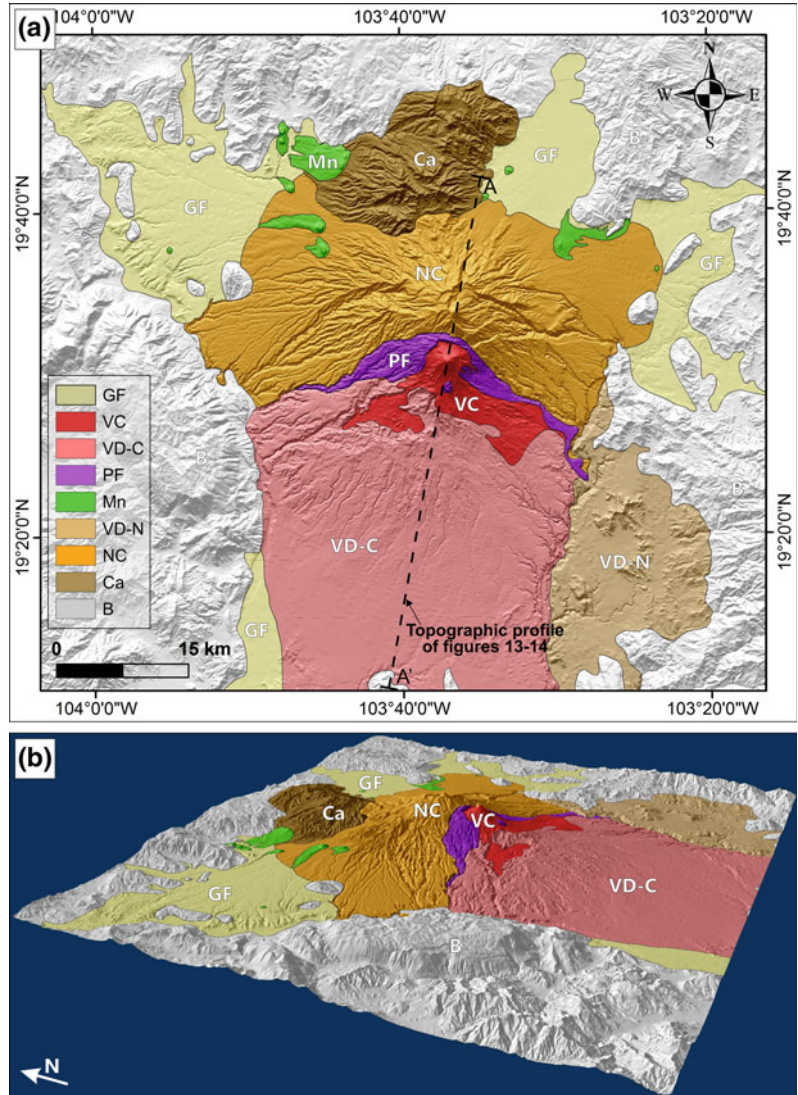 (a)
104°0'0"W
103°40'0"W
103°20'0"W
N
W
E
S
B
Mn
Ca
GF
A
GF
19°40'0"N
19°40'0"N
NC
GF
PF
VC
GF
VC
VD-C
PF
Mn
VD-N
NC
Ca
B
B
B
19°20'0"N
19°20'0"N
VD-C
VD-N
GF
Topographic profile
of figures 13-14
0
15 km
A'
104°0'0"W
103°40'0"W
103°20'0"W
(b)
GF
Ca
NC
VC
GF
VD-C
B
N